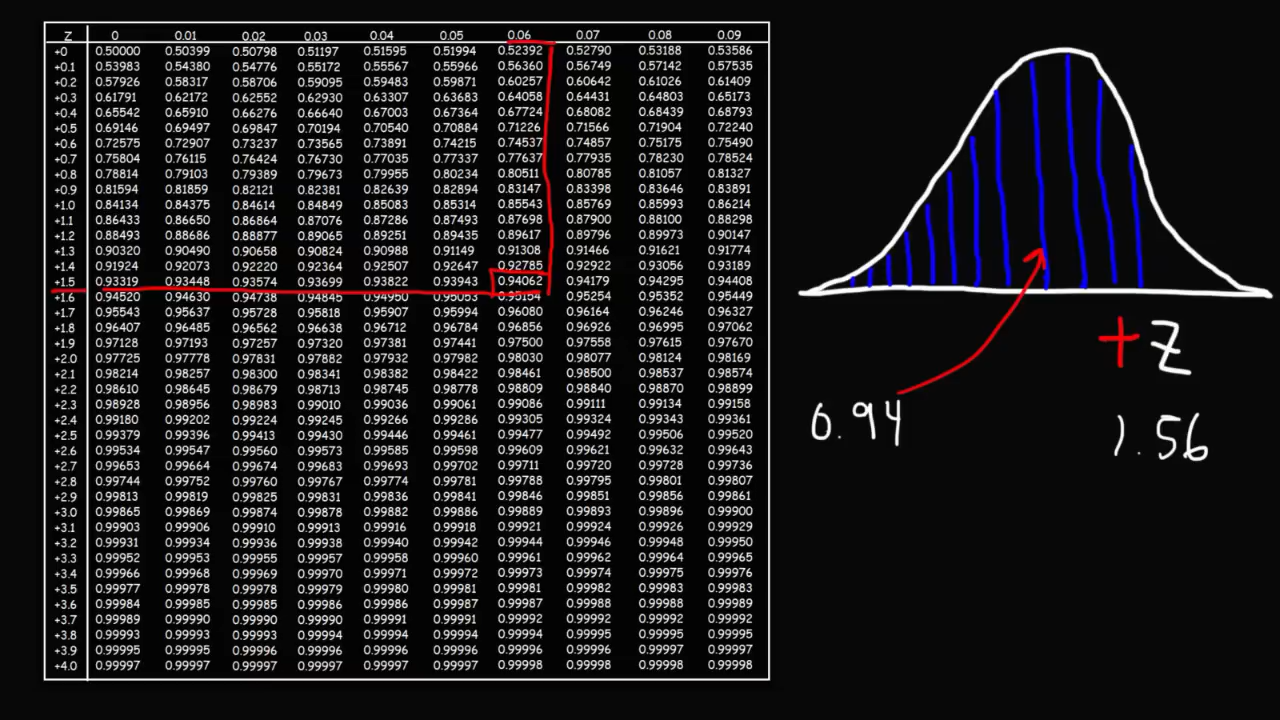 Z 0 0.01 0.02 0.03 0.04 0.05 0.06 0.07 0.08 0.09
+0 0.50000 0.50399 0.50798 0.51197 0.51595 0.51994 0.52392 0.52790 0.53188 0.53586
+0.1 0.53983 0.54380 0.54776 0.55172 0.55567 0.55966 0.56360 0.56749 0.57142 0.57535
+0.2 0.57926 0.58317 0.58706 0.59095 0.59483 0.59871 0.60257 0.60642 0.61026 0.61409
+0.3 0.61791 0.62172 0.62552 0.62930 0.63307 0.63683 0.64058 0.64431 0.64803 0.65173
+0.4 0.65542 0.65910 0.66276 0.66640 0.67003 0.67364 0.67724 0.68082 0.68439 0.68793
+0.5 0.69146 0.69497 0.69847 0.70194 0.70540 0.70884 0.71226 0.71566 0.71904 0.72240
+0.6 0.72575 0.72907 0.73237 0.73565 0.73891 0.74215 0.74537 0.74857 0.75175 0.75490
+0.7 0.75804 0.76115 0.76424 0.76730 0.77035 0.77337 0.77637 0.77935 0.78230 0.78524
+0.8 0.78814 0.79103 0.79389 0.79673 0.79955 0.80234 0.80511 0.80785 0.81057 0.81327
+0.9 0.81594 0.81859 0.82121 0.82381 0.82639 0.82894 0.83147 0.83398 0.83646 0.83891
+1.0 0.84134 0.84375 0.84614 0.84849 0.85083 0.85314 0.85543 0.85769 0.85993 0.86214
+1.1 0.86433 0.86650 0.86864 0.87076 0.87286 0.87493 0.87698 0.87900 0.88100 0.88298
+1.2 0.88493 0.88686 0.88877 0.89065 0.89251 0.89435 0.89617 0.89796 0.89973 0.90147
+1.3 0.90320 0.90490 0.90658 0.90824 0.90988 0.91149 0.91308 0.91466 0.91621 0.91774
+1.4 0.91924 0.92073 0.92220 0.92364 0.92507 0.92647 0.92785 0.92922 0.93056 0.93189
+1.5 0.93319 0.93448 0.93574 0.93699 0.93822 0.93943 0.94062 0.94179 0.94295 0.94408
+1.6 0.94520 0.94630 0.94738 0.94845 0.94950 0.95053 0.95154 0.95254 0.95352 0.95449
+1.7 0.95543 0.95637 0.95728 0.95818 0.95907 0.95994 0.96080 0.96164 0.96246 0.96327
+1.8 0.96407 0.96485 0.96562 0.96638 0.96712 0.96784 0.96856 0.96926 0.96995 0.97062
+1.9 0.97128 0.97193 0.97257 0.97320 0.97381 0.97441 0.97500 0.97558 0.97615 0.97670
+2.0 0.97725 0.97778 0.97831 0.97882 0.97932 0.97982 0.98030 0.98077 0.98124 0.98169
+2.1 0.98214 0.98257 0.98300 0.98341 0.98382 0.98422 0.98461 0.98500 0.98537 0.98574
+2.2 0.98610 0.98645 0.98679 0.98713 0.98745 0.98778 0.98809 0.98840 0.98870 0.98899
+2.3 0.98928 0.98956 0.98983 0.99010 0.99036 0.99061 0.99086 0.99111 0.99134 0.99158
+2.4 0.99180 0.99202 0.99224 0.99245 0.99266 0.99286 0.99305 0.99324 0.99343 0.99361
+2.5 0.99379 0.99396 0.99413 0.99430 0.99446 0.99461 0.99477 0.99492 0.99506 0.99520
+2.6 0.99534 0.99547 0.99560 0.99573 0.99585 0.99598 0.99609 0.99621 0.99632 0.99643
+2.7 0.99653 0.99664 0.99674 0.99683 0.99693 0.99702 0.99711 0.99720 0.99728 0.99736
+2.8 0.99744 0.99752 0.99760 0.99767 0.99774 0.99781 0.99788 0.99795 0.99801 0.99807
+2.9 0.99813 0.99819 0.99825 0.99831 0.99836 0.99841 0.99846 0.99851 0.99856 0.99861
+3.0 0.99865 0.99869 0.99874 0.99878 0.99882 0.99886 0.99889 0.99893 0.99896 0.99900
+3.1 0.99903 0.99906 0.99910 0.99913 0.99916 0.99918 0.99921 0.99924 0.99926 0.99929
+3.2 0.99931 0.99934 0.99936 0.99938 0.99940 0.99942 0.99944 0.99946 0.99948 0.99950
+3.3 0.99952 0.99953 0.99955 0.99957 0.99958 0.99960 0.99961 0.99962 0.99964 0.99965
+3.4 0.99966 0.99968 0.99969 0.99970 0.99971 0.99972 0.99973 0.99974 0.99975 0.99976
+3.5 0.99977 0.99978 0.99978 0.99979 0.99980 0.99981 0.99981 0.99982 0.99983 0.99983
+3.6 0.99984 0.99985 0.99985 0.99986 0.99986 0.99987 0.99987 0.99988 0.99988 0.99989
+3.7 0.99989 0.99990 0.99990 0.99990 0.99991 0.99991 0.99992 0.99992 0.99992 0.99992
+3.8 0.99993 0.99993 0.99993 0.99994 0.99994 0.99994 0.99994 0.99995 0.99995 0.99995
+3.9 0.99995 0.99995 0.99996 0.99996 0.99996 0.99996 0.99996 0.99996 0.99997 0.99997
+4.0 0.99997 0.99997 0.99997 0.99997 0.99997 0.99997 0.99998 0.99998 0.99998 0.99998
+Z
0.94
1.56